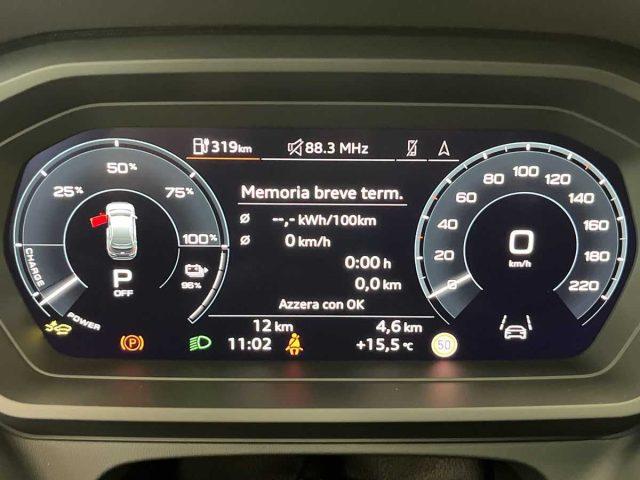 319km 88.3 MHz
50%
25% 75%
100%
CHARGE
POWER
P
OFF
96%
Memoria breve term.
Ø --,- kWh/100km
Ø 0 km/h
0:00 h
0,0 km
Azzera con OK
12 km 4,6 km
11:02 +15,5 °C
P
50
0 20 40 60 80 100 120 140 160 180 200 220
0
km/h